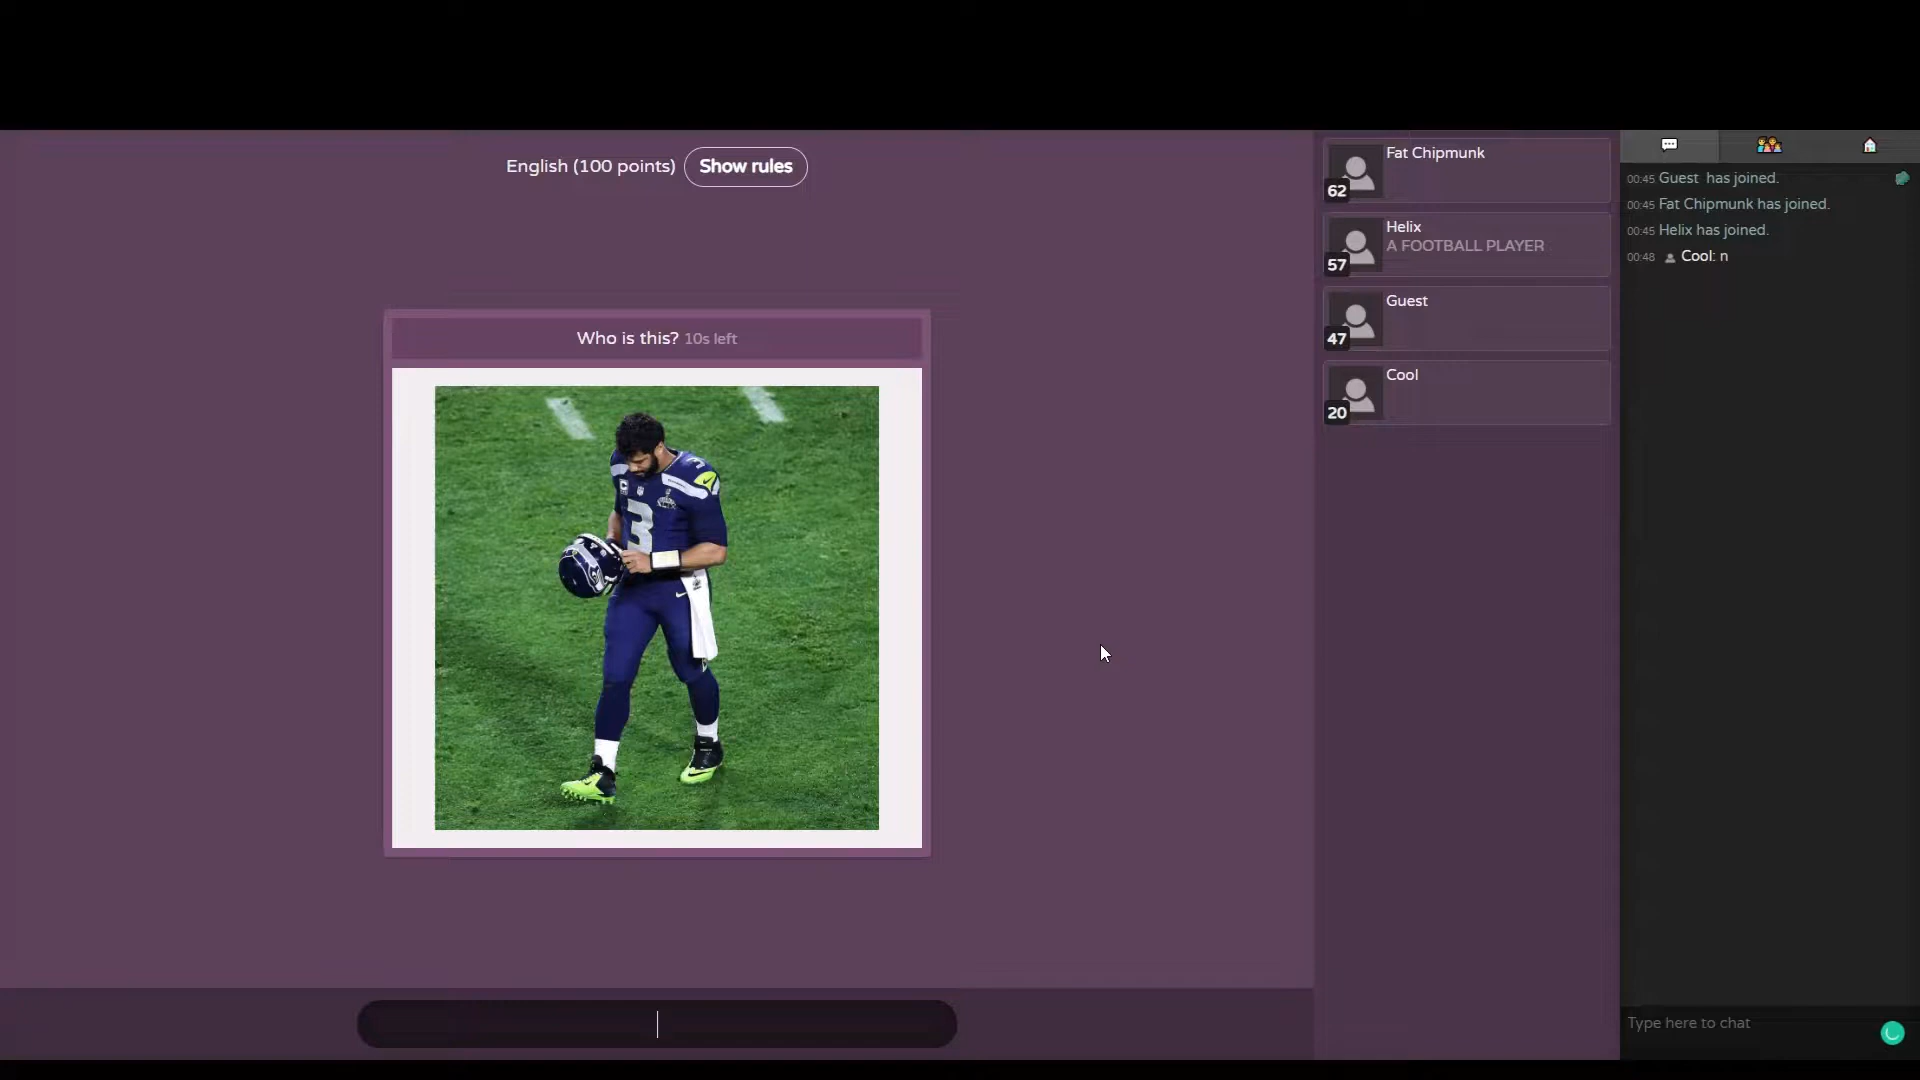 English (100 points) Show rules
Who is this? 10s left
3
3
C
Fat Chipmunk
62
Helix
A FOOTBALL PLAYER
57
Guest
47
Cool
20
00:45 Guest has joined.
00:45 Fat Chipmunk has joined.
00:45 Helix has joined.
00:48 Cool: n
Type here to chat